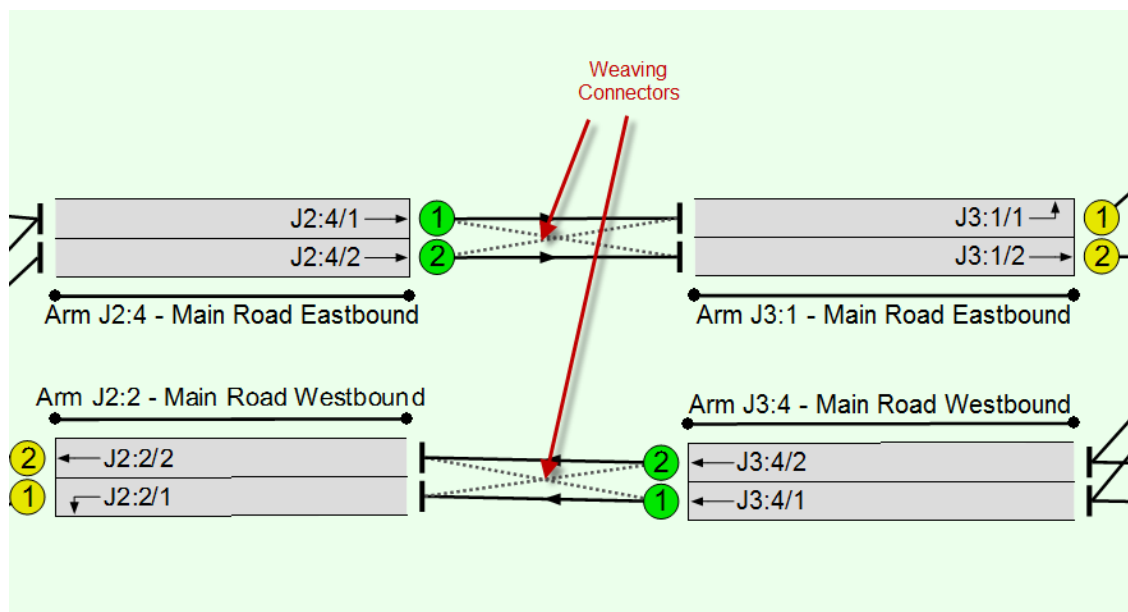 Weaving
Connectors
J2:4/1
1
J3:1/1
1
J2:4/2
2
J3:1/2
2
Arm J2:4 - Main Road Eastbound
Arm J3:1 - Main Road Eastbound
Arm J2:2 - Main Road Westbound
Arm J3:4 - Main Road Westbound
2
J2:2/2
2
J3:4/2
1
J2:2/1
1
J3:4/1